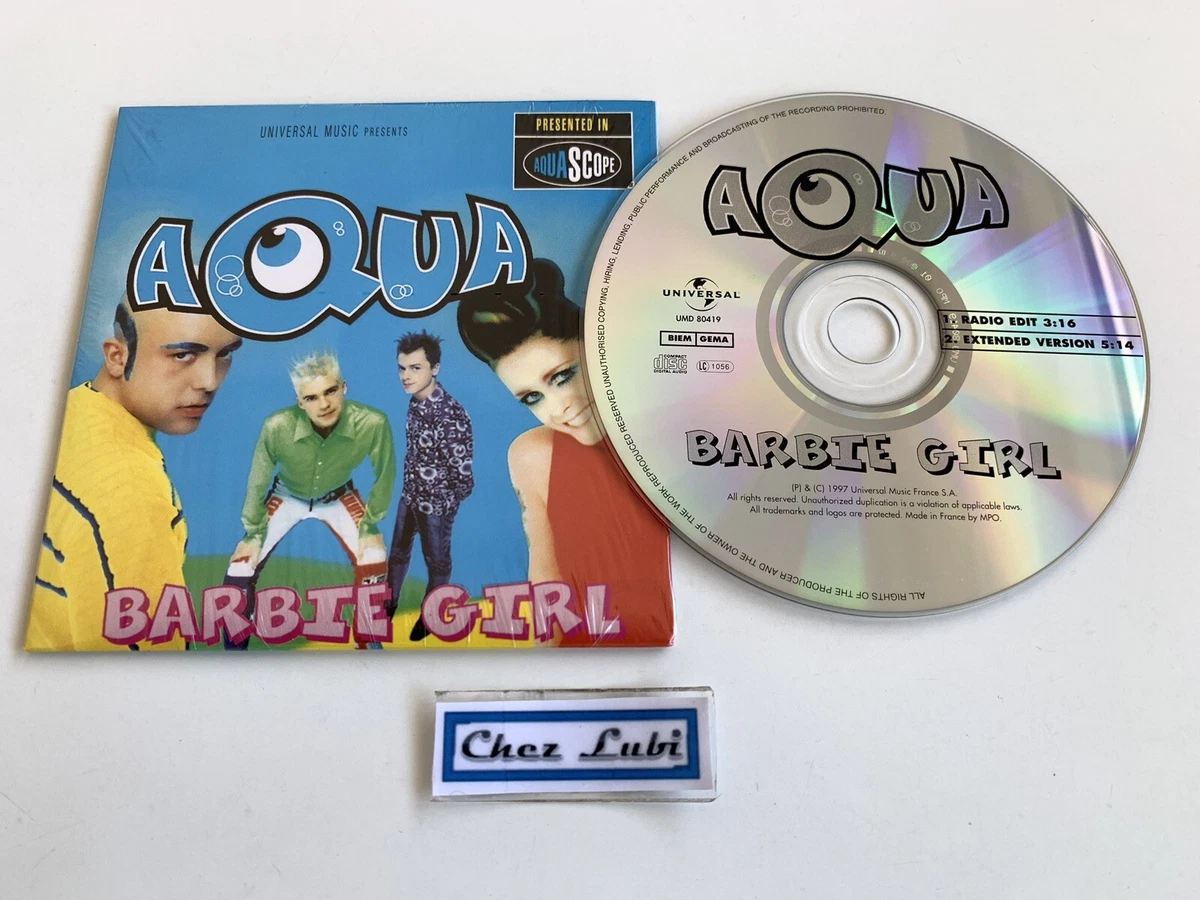 UNIVERSAL MUSIC PRESENTS
PRESENTED IN
AQUASCOPE
AQUA
BARBIE GIRL
ALL RIGHTS OF THE PRODUCER AND THE OWNER OF THE WORK REPRODUCED RESERVED UNAUTHORISED COPYING, HIRING, LENDING, PUBLIC PERFORMANCE AND BROADCASTING OF THE RECORDING PROHIBITED.
AQUA
UNIVERSAL
UMD 80419
BIEM GEMA
COMPACT
disc
DIGITAL AUDIO
LC 1056
1. RADIO EDIT 3:16
2. EXTENDED VERSION 5:14
BARBIE GIRL
(P) & (C) 1997 Universal Music France S.A.
All rights reserved. Unauthorized duplication is a violation of applicable laws.
All trademarks and logos are protected. Made in France by MPO.
Chez Lubi